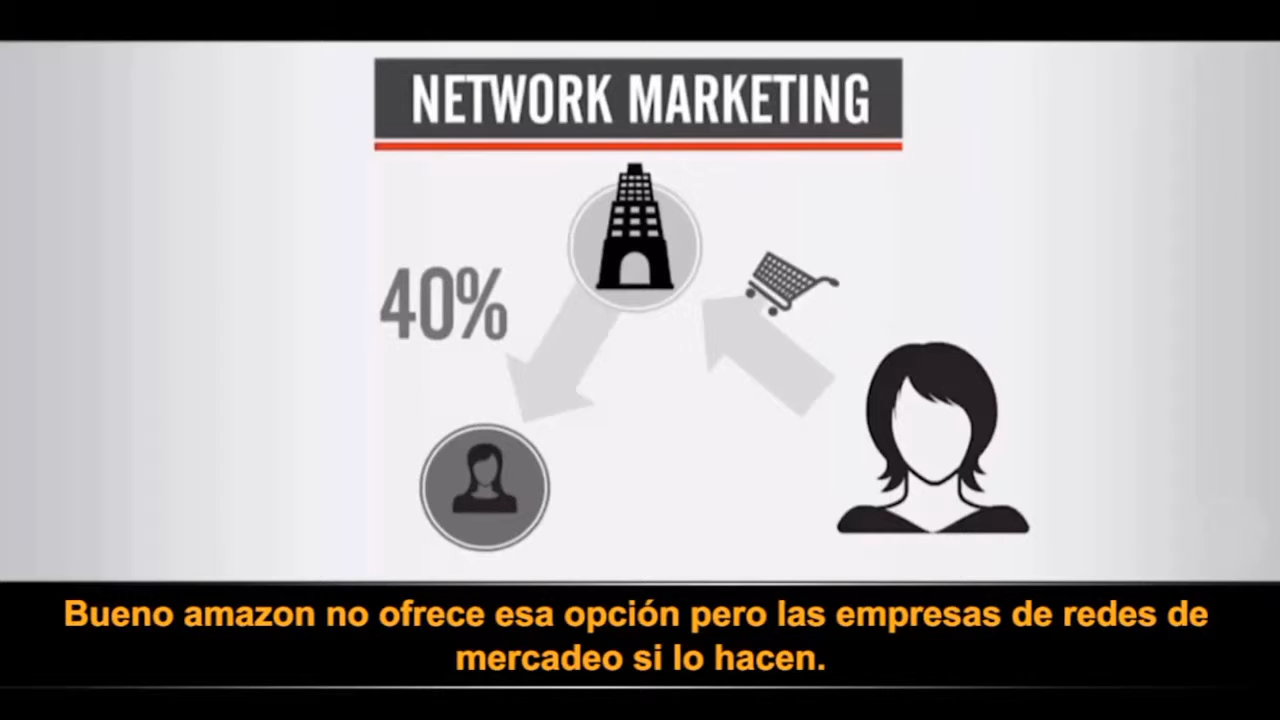 NETWORK MARKETING
40%
Bueno amazon no ofrece esa opción pero las empresas de redes de
mercadeo si lo hacen.